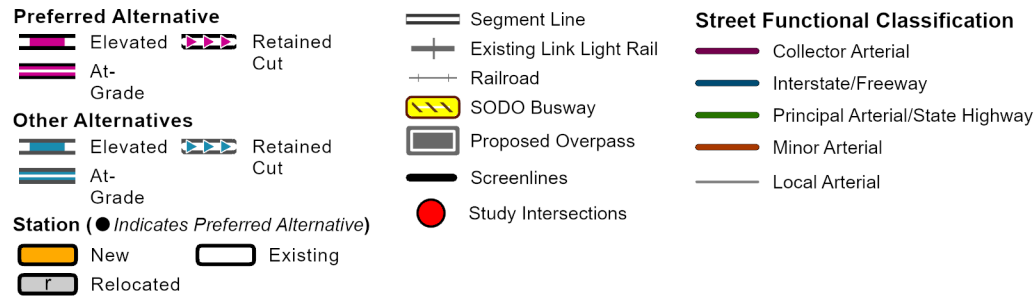 Preferred Alternative
Elevated
Retained
Cut
At-
Grade
Other Alternatives
Elevated
Retained
Cut
At-
Grade
Station (●Indicates Preferred Alternative)
New
Existing
r
Relocated
Segment Line
Existing Link Light Rail
Railroad
SODO Busway
Proposed Overpass
Screenlines
Study Intersections
Street Functional Classification
Collector Arterial
Interstate/Freeway
Principal Arterial/State Highway
Minor Arterial
Local Arterial